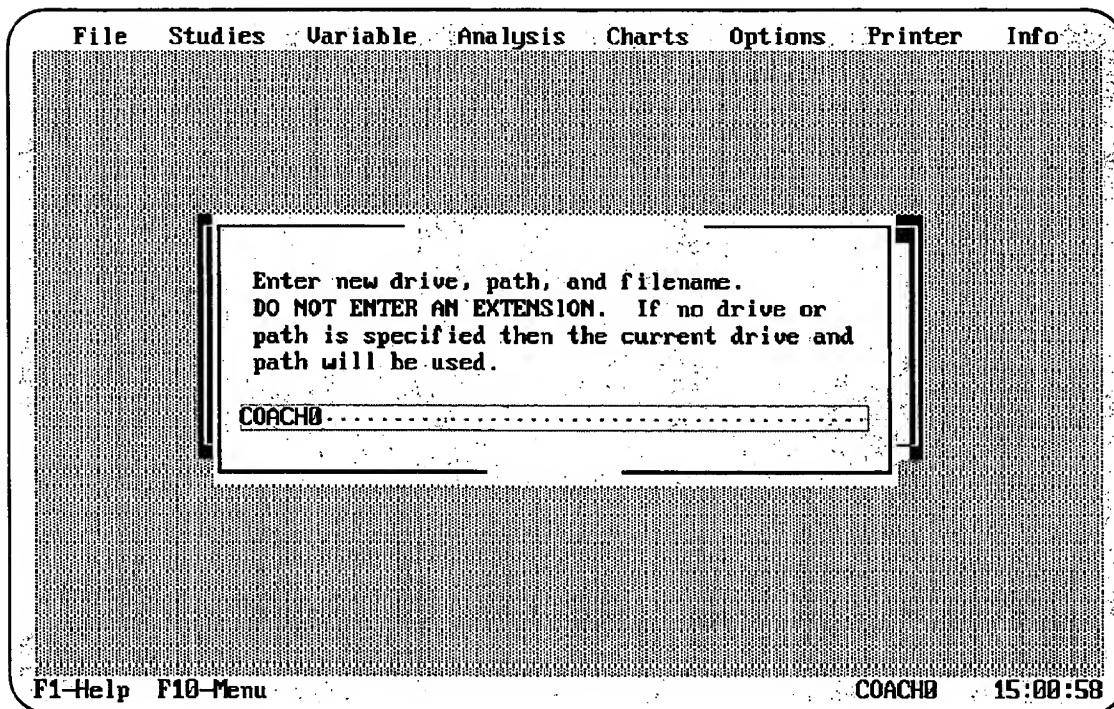 File Studies Variable Analysis Charts Options Printer Info
Enter new drive, path, and filename.
DO NOT ENTER AN EXTENSION. If no drive or
path is specified then the current drive and
path will be used.
COACH0......................................
F1-Help F10-Menu COACH0 15:00:58